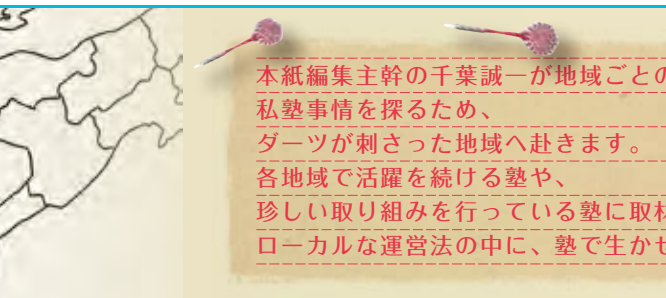 本紙編集主幹の千葉誠一が地域ごとの
私塾事情を探るため、
ダーツが刺さった地域へ赴きます。
各地域で活躍を続ける塾や、
珍しい取り組みを行っている塾に取材
ローカルな運営法の中に、塾で生かせ